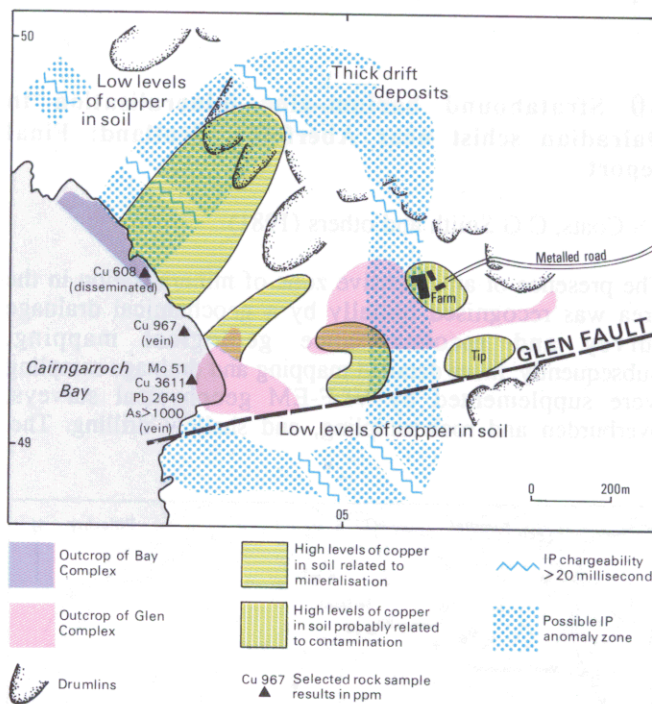 50
Low levels
of copper
in soil
Thick drift
deposits
Metalled road
Farm
Cu 608
(disseminated)
Cu 967
(vein)
Cairngarroch
Bay
Mo 51
Cu 3611
Pb 2649
As>1000
(vein)
Tip
GLEN FAULT
Low levels of copper in soil
49
05
0
200m
Outcrop of Bay
Complex
High levels of copper
in soil related to
mineralisation
IP chargeability
>20 millisecond
Outcrop of Glen
Complex
High levels of copper
in soil probably related
to contamination
Possible IP
anomaly zone
Drumlins
Cu 967
Selected rock sample
results in ppm